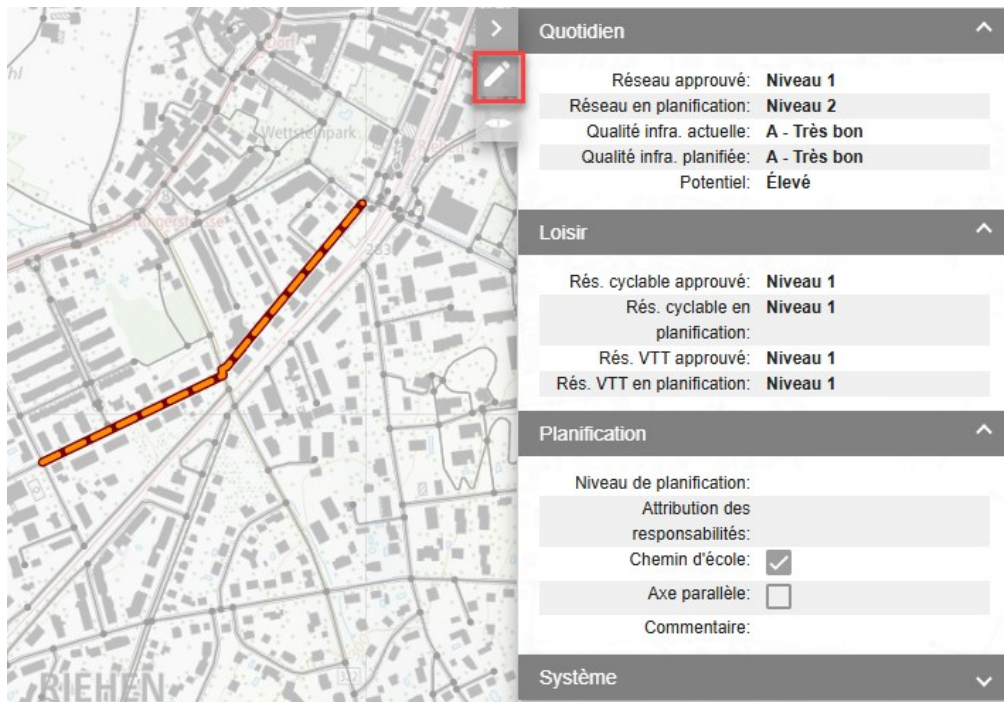 Dorf
Wettsteinpark
Riehen
263
RIEHEN
Quotidien
Réseau approuvé: Niveau 1
Réseau en planification: Niveau 2
Qualité infra. actuelle: A - Très bon
Qualité infra. planifiée: A - Très bon
Potentiel: Élevé
Loisir
Rés. cyclable approuvé: Niveau 1
Rés. cyclable en Niveau 1
planification:
Rés. VTT approuvé: Niveau 1
Rés. VTT en planification: Niveau 1
Planification
Niveau de planification:
Attribution des
responsabilités:
Chemin d'école:
Axe parallèle:
Commentaire:
Système